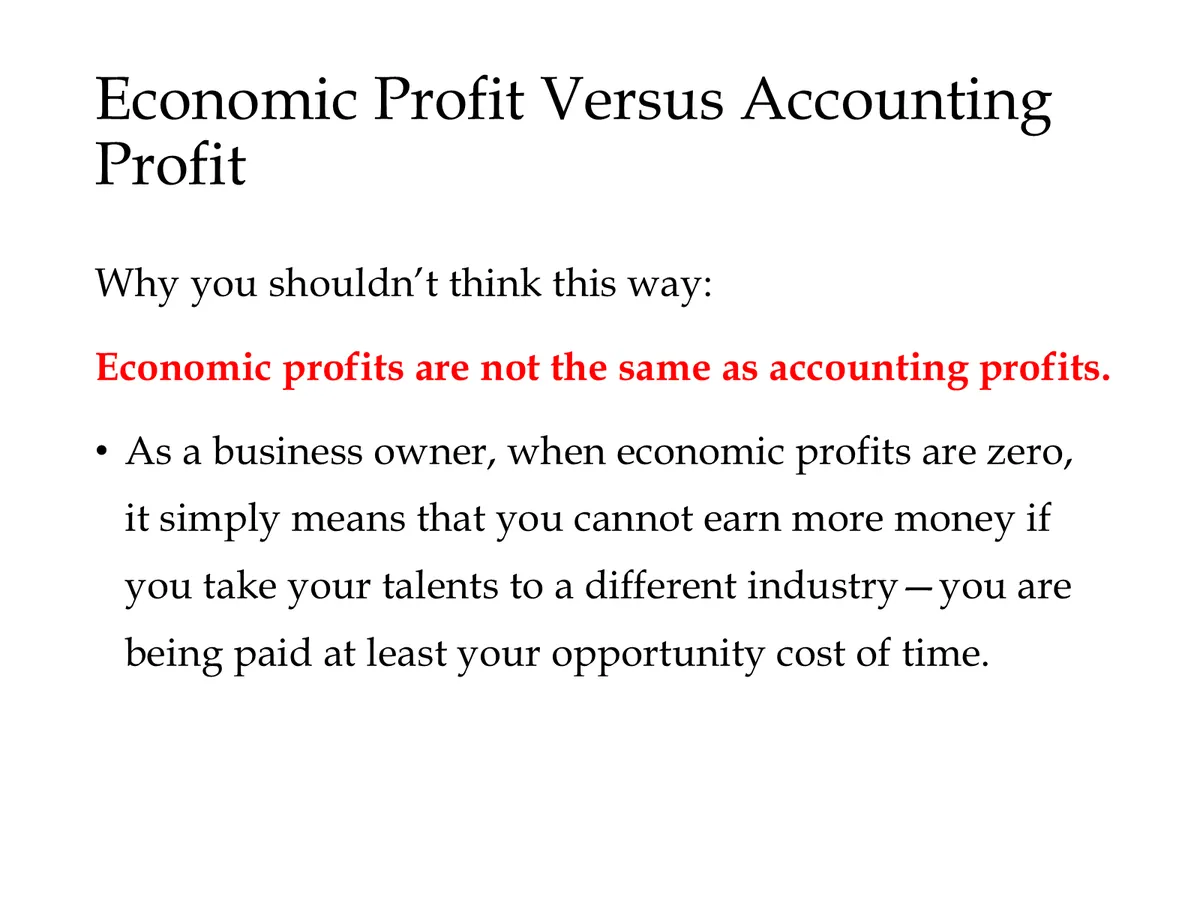 Economic Profit Versus Accounting
Profit
Why you shouldn’t think this way:
Economic profits are not the same as accounting profits.
• As a business owner, when economic profits are zero,
it simply means that you cannot earn more money if
you take your talents to a different industry—you are
being paid at least your opportunity cost of time.